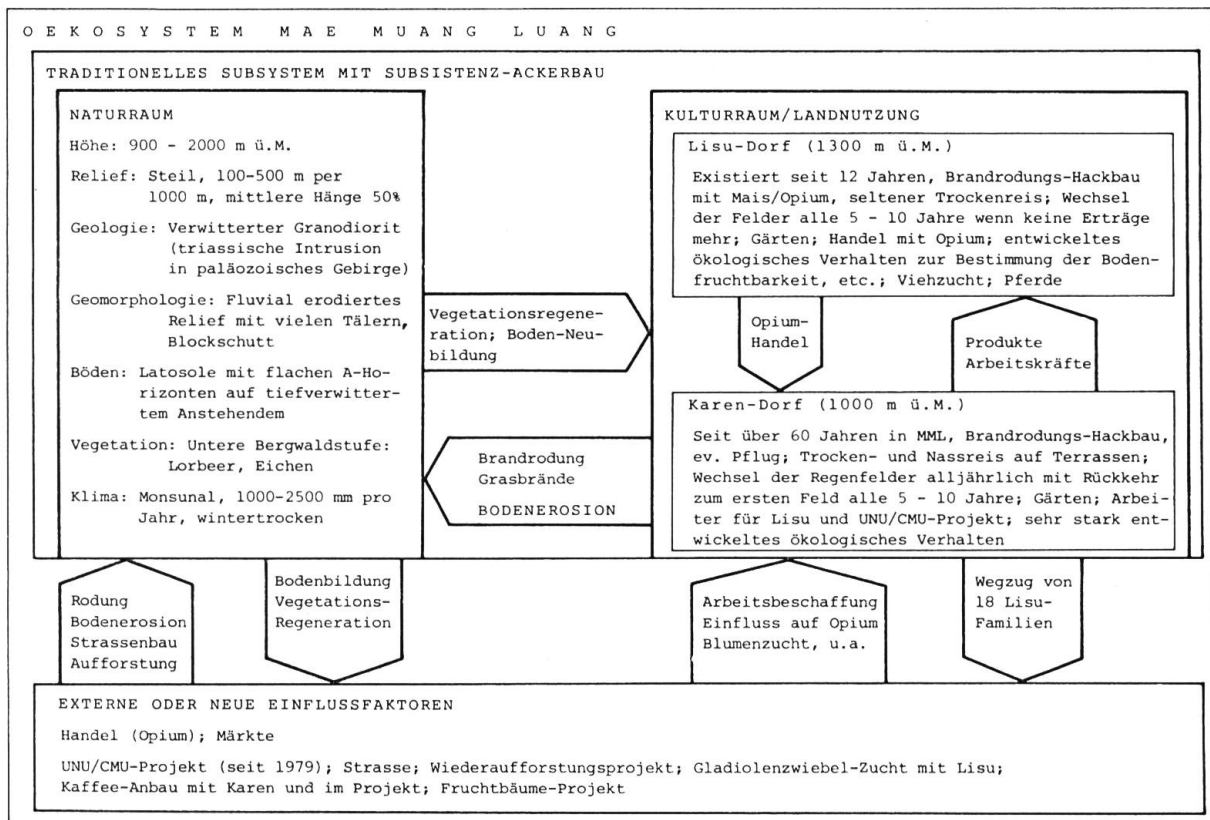 OEKOSYSTEM MAE MUANG LUANG
TRADITIONELLES SUBSYSTEM MIT SUBSISTENZ-ACKERBAU
NATURRAUM
Höhe: 900 - 2000 m ü.M.
Relief: Steil, 100-500 m per
1000 m, mittlere Hänge 50%
Geologie: Verwitterter Granodiorit
(triassische Intrusion
in paläozoisches Gebirge)
Geomorphologie: Fluvial erodiertes
Relief mit vielen Tälern,
Blockschutt
Böden: Latosole mit flachen A-Ho-
rizonten auf tiefverwitter-
tem Anstehendem
Vegetation: Untere Bergwaldstufe:
Lorbeer, Eichen
Klima: Monsunal, 1000-2500 mm pro
Jahr, wintertrocken
Vegetationsregene-
ration; Boden-Neu-
bildung
Brandrodung
Grasbrände
BODENEROSION
KULTURRAUM/LANDNUTZUNG
Lisu-Dorf (1300 m ü.M.)
Existiert seit 12 Jahren, Brandrodungs-Hackbau
mit Mais/Opium, seltener Trockenreis; Wechsel
der Felder alle 5 - 10 Jahre wenn keine Erträge
mehr; Gärten; Handel mit Opium; entwickeltes
ökologisches Verhalten zur Bestimmung der Boden-
fruchtbarkeit, etc.; Viehzucht; Pferde
Opium-
Handel
Produkte
Arbeitskräfte
Karen-Dorf (1000 m ü.M.)
Seit über 60 Jahren in MML, Brandrodungs-Hackbau,
ev. Pflug; Trocken- und Nassreis auf Terrassen;
Wechsel der Regenfelder alljährlich mit Rückkehr
zum ersten Feld alle 5 - 10 Jahre; Gärten; Arbei-
ter für Lisu und UNU/CMU-Projekt; sehr stark ent-
wickeltes ökologisches Verhalten
Rodung
Bodenerosion
Strassenbau
Aufforstung
Bodenbildung
Vegetations-
Regeneration
Arbeitsbeschaffung
Einfluss auf Opium
Blumenzucht, u.a.
Wegzug von
18 Lisu-
Familien
EXTERNE ODER NEUE EINFLUSSFAKTOREN
Handel (Opium); Märkte
UNU/CMU-Projekt (seit 1979); Strasse; Wiederaufforstungsprojekt; Gladiolenzwiebel-Zucht mit Lisu;
Kaffee-Anbau mit Karen und im Projekt; Fruchtbäume-Projekt